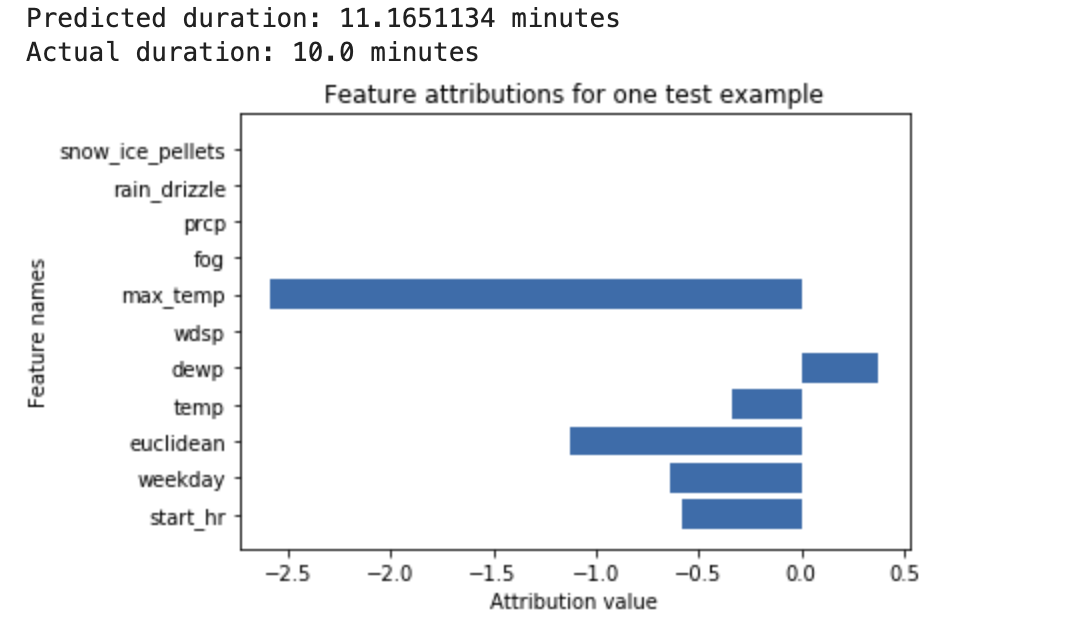 Predicted duration: 11.1651134 minutes
Actual duration: 10.0 minutes
Feature attributions for one test example
Feature names
snow_ice_pellets
rain_drizzle
prcp
fog
max_temp
wdsp
dewp
temp
euclidean
weekday
start_hr
−2.5 −2.0 −1.5 −1.0 −0.5 0.0 0.5
Attribution value